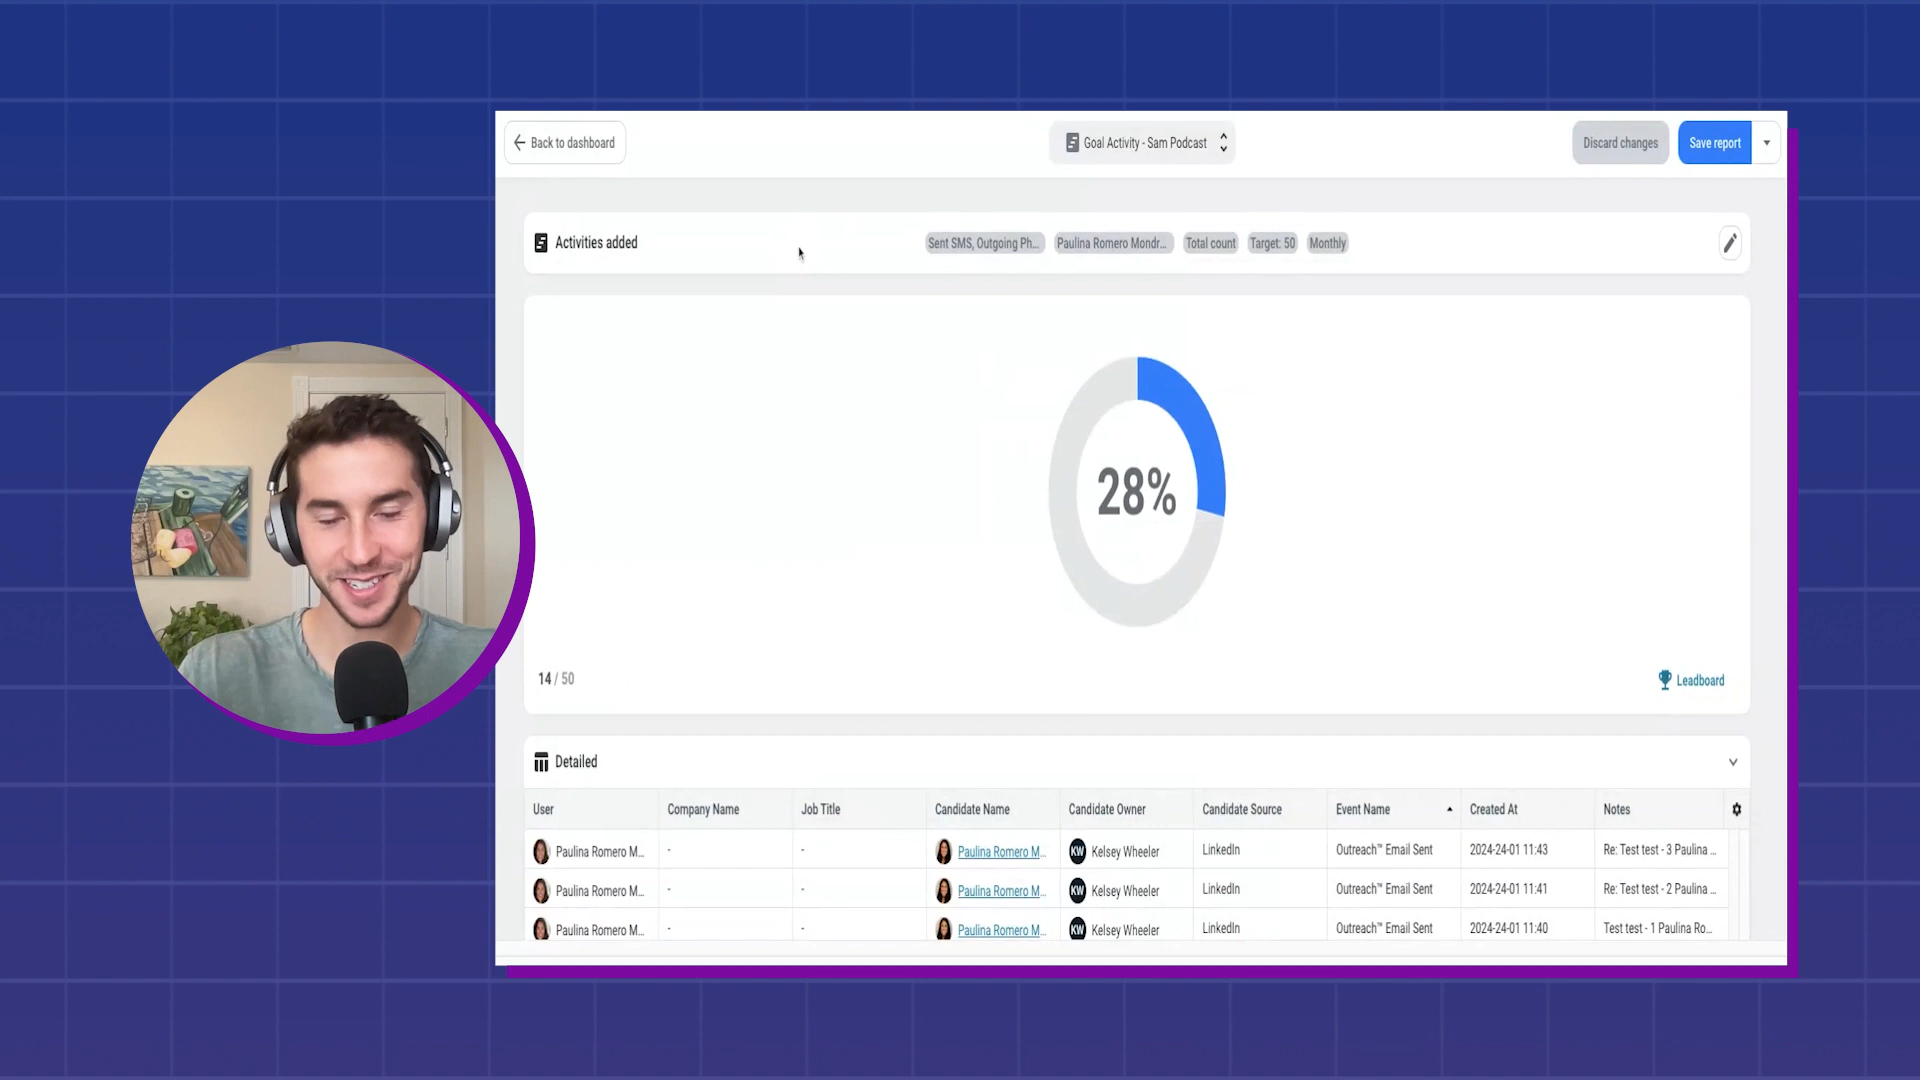 Back to dashboard
Goal Activity - Sam Podcast
Discard changes
Save report
Activities added
Sent SMS, Outgoing Ph...
Paulina Romero Mondr...
Total count
Target: 50
Monthly
28%
14 / 50
Leadboard
Detailed
User Company Name Job Title Candidate Name Candidate Owner Candidate Source Event Name Created At Notes
Paulina Romero M... - - Paulina Romero M... KW Kelsey Wheeler LinkedIn Outreach™ Email Sent 2024-24-01 11:43 Re: Test test - 3 Paulina ...
Paulina Romero M... - - Paulina Romero M... KW Kelsey Wheeler LinkedIn Outreach™ Email Sent 2024-24-01 11:41 Re: Test test - 2 Paulina ...
Paulina Romero M... - - Paulina Romero M... KW Kelsey Wheeler LinkedIn Outreach™ Email Sent 2024-24-01 11:40 Test test - 1 Paulina Ro...